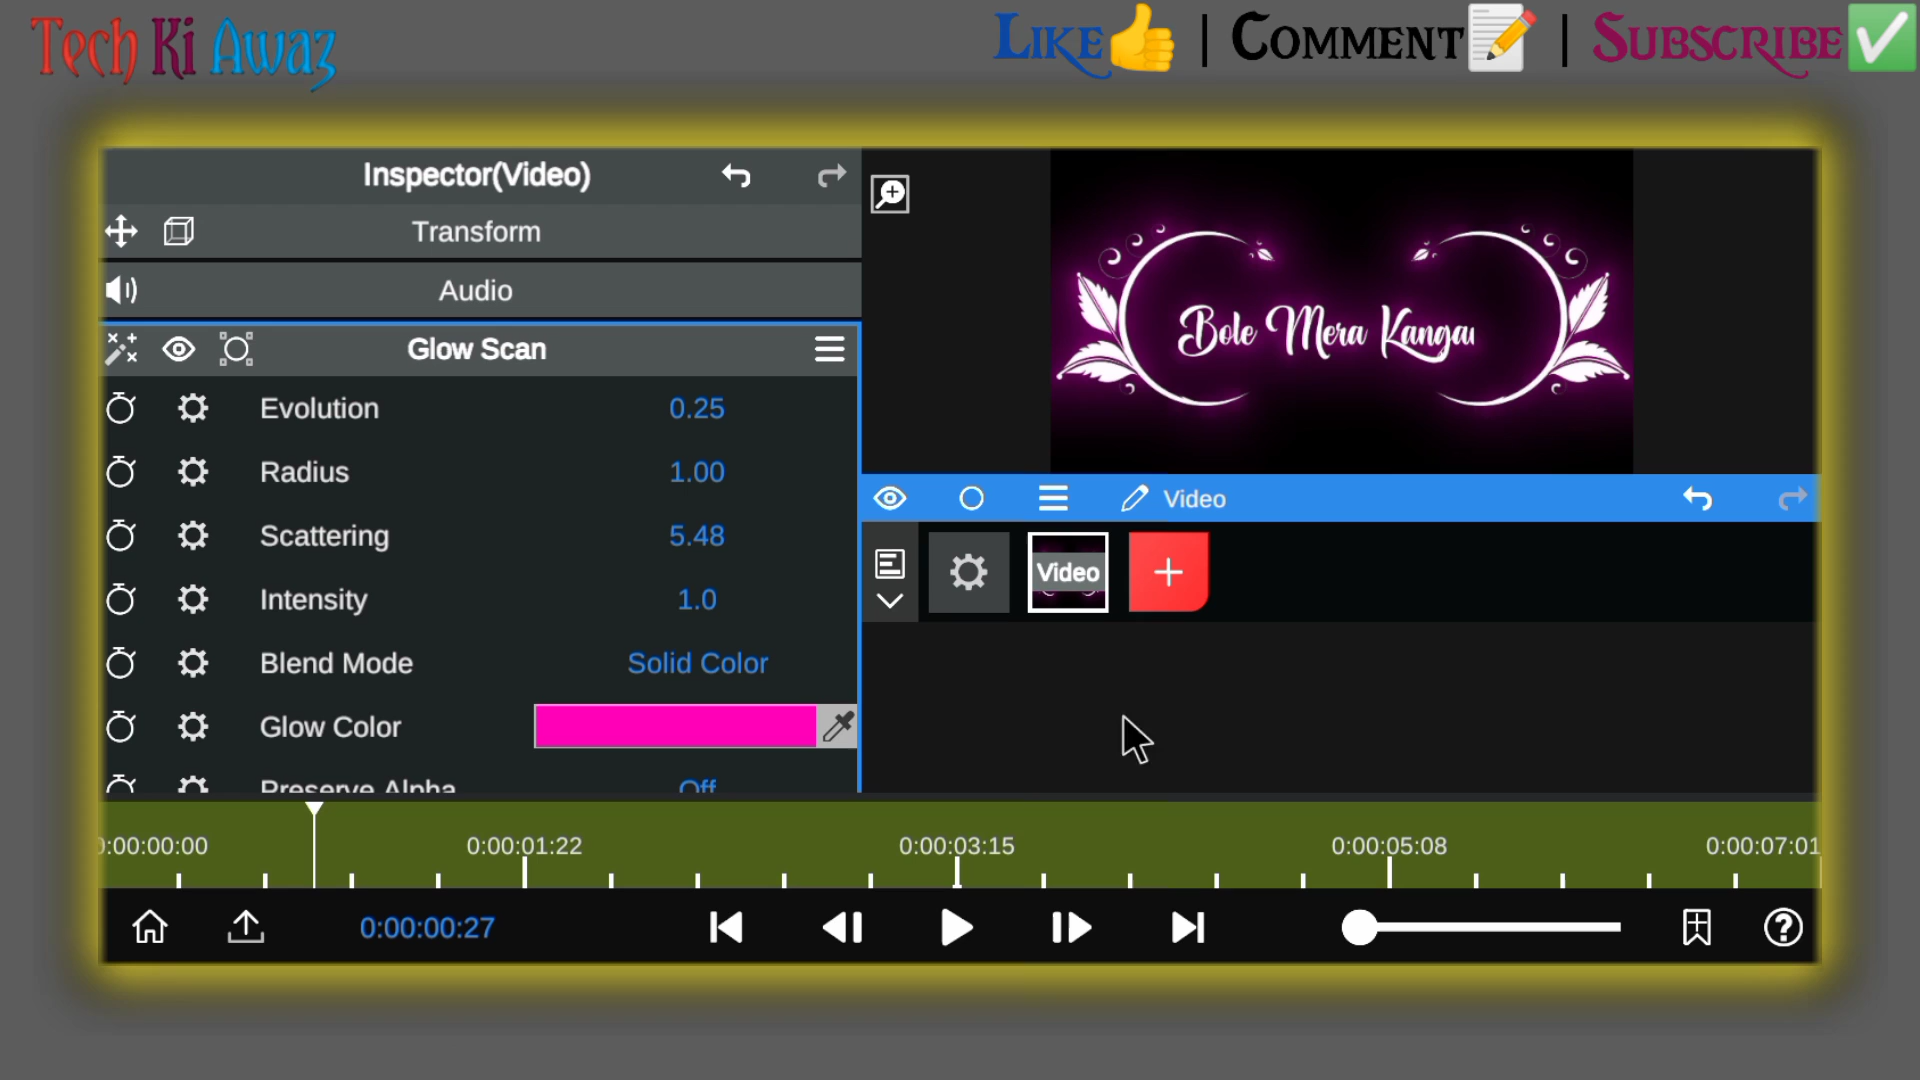 Tech Ki Awaz
LIKE👍 | COMMENT📝 | SUBSCRIBE✅
Inspector(Video)
Transform
Audio
Glow Scan
Evolution 0.25
Radius 1.00
Scattering 5.48
Intensity 1.0
Blend Mode Solid Color
Glow Color
Preserve Alpha Off
Bole Mera Kangan
Video
Video
0:00:00:00 0:00:01:22 0:00:03:15 0:00:05:08 0:00:07:01
0:00:00:27